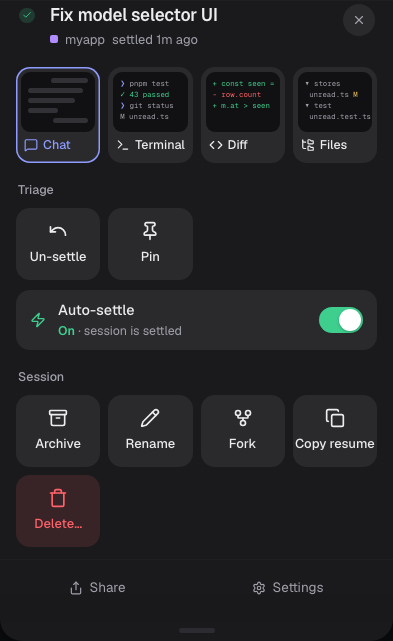 Fix model selector UI
myapp settled 1m ago
❯ pnpm test
✓ 43 passed
❯ git status
M unread.ts
+ const seen =
- row.count
+ m.at > seen
▾ stores
unread.ts M
▾ test
unread.test.ts
Chat
Terminal
Diff
Files
Triage
Un-settle
Pin
Auto-settle
On · session is settled
Session
Archive
Rename
Fork
Copy resume
Delete…
Share
Settings